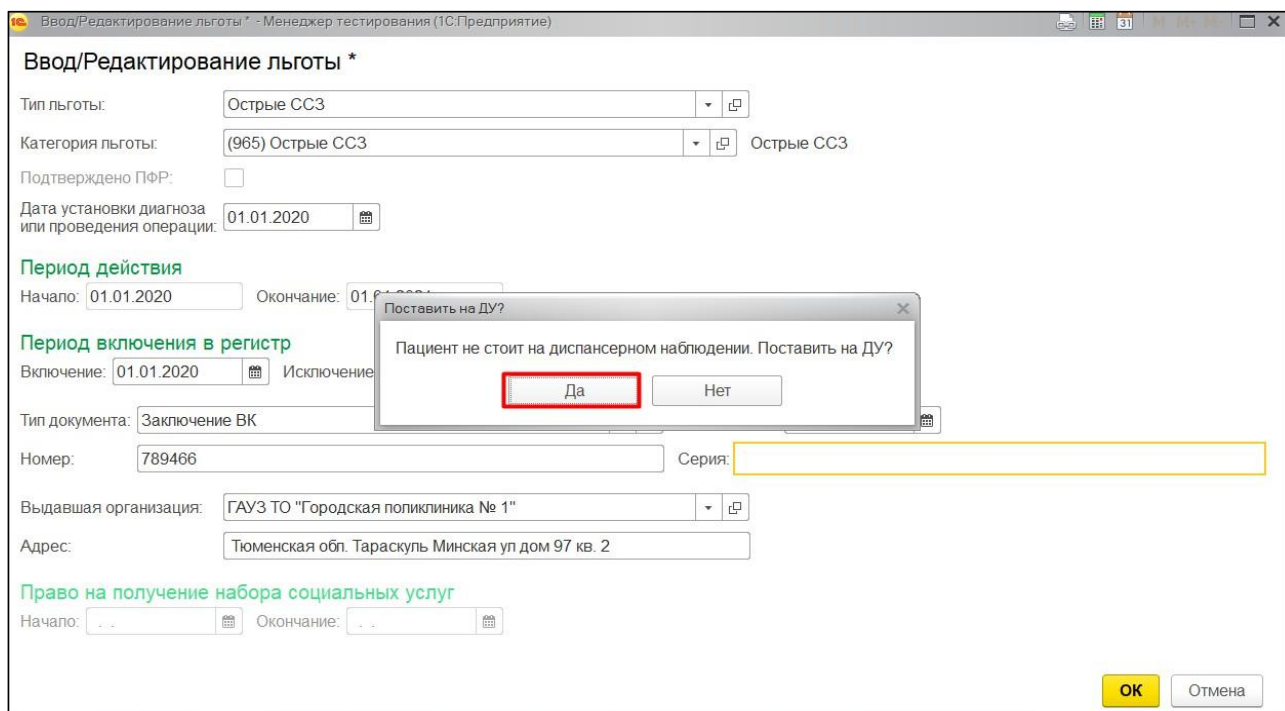 Ввод/Редактирование льготы * - Менеджер тестирования (1С:Предприятие)
31 M M+ M-
Ввод/Редактирование льготы *
Тип льготы: Острые ССЗ
Категория льготы: (965) Острые ССЗ Острые ССЗ
Подтверждено ПФР:
Дата установки диагноза
или проведения операции: 01.01.2020
Период действия
Начало: 01.01.2020 Окончание:
Поставить на ДУ?
Пациент не стоит на диспансерном наблюдении. Поставить на ДУ?
Да Нет
Период включения в регистр
Включение: 01.01.2020 Исключение
Тип документа: Заключение ВК
Номер: 789466 Серия:
Выдавшая организация: ГАУЗ ТО "Городская поликлиника № 1"
Адрес: Тюменская обл. Тараскуль Минская ул дом 97 кв. 2
Право на получение набора социальных услуг
Начало: . . Окончание: . .
ОК Отмена